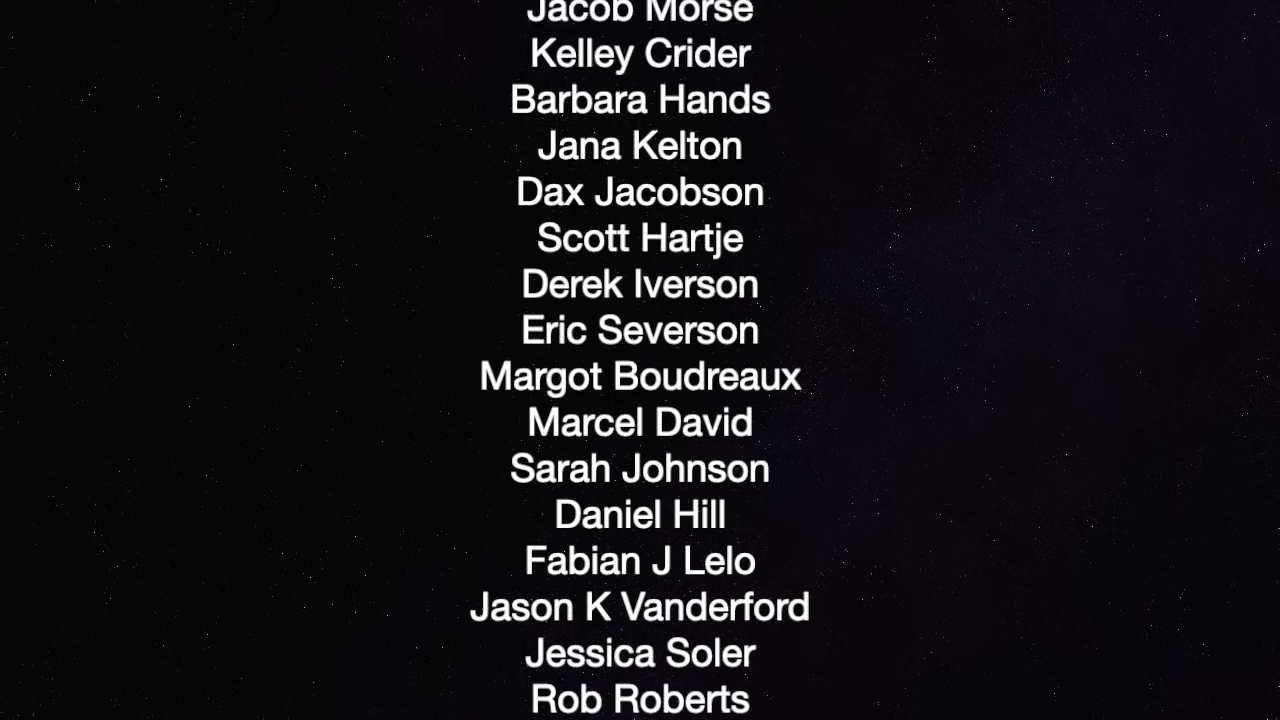 Jacob Morse
Kelley Crider
Barbara Hands
Jana Kelton
Dax Jacobson
Scott Hartje
Derek Iverson
Eric Severson
Margot Boudreaux
Marcel David
Sarah Johnson
Daniel Hill
Fabian J Lelo
Jason K Vanderford
Jessica Soler
Rob Roberts